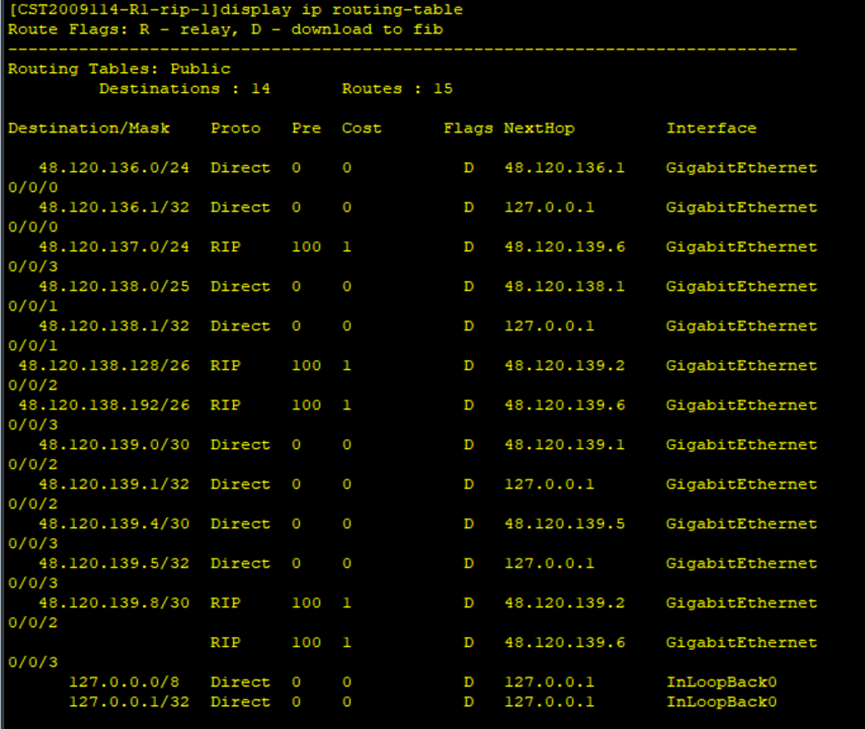 [CST2009114-R1-rip-1]display ip routing-table
Route Flags: R - relay, D - download to fib
------------------------------------------------------------------------------
Routing Tables: Public
         Destinations : 14       Routes : 15

Destination/Mask    Proto   Pre  Cost      Flags NextHop         Interface

   48.120.136.0/24  Direct  0    0           D   48.120.136.1    GigabitEthernet
0/0/0
   48.120.136.1/32  Direct  0    0           D   127.0.0.1       GigabitEthernet
0/0/0
   48.120.137.0/24  RIP     100  1           D   48.120.139.6    GigabitEthernet
0/0/3
   48.120.138.0/25  Direct  0    0           D   48.120.138.1    GigabitEthernet
0/0/1
   48.120.138.1/32  Direct  0    0           D   127.0.0.1       GigabitEthernet
0/0/1
 48.120.138.128/26  RIP     100  1           D   48.120.139.2    GigabitEthernet
0/0/2
 48.120.138.192/26  RIP     100  1           D   48.120.139.6    GigabitEthernet
0/0/3
   48.120.139.0/30  Direct  0    0           D   48.120.139.1    GigabitEthernet
0/0/2
   48.120.139.1/32  Direct  0    0           D   127.0.0.1       GigabitEthernet
0/0/2
   48.120.139.4/30  Direct  0    0           D   48.120.139.5    GigabitEthernet
0/0/3
   48.120.139.5/32  Direct  0    0           D   127.0.0.1       GigabitEthernet
0/0/3
   48.120.139.8/30  RIP     100  1           D   48.120.139.2    GigabitEthernet
0/0/2
                    RIP     100  1           D   48.120.139.6    GigabitEthernet
0/0/3
      127.0.0.0/8   Direct  0    0           D   127.0.0.1       InLoopBack0
      127.0.0.1/32  Direct  0    0           D   127.0.0.1       InLoopBack0